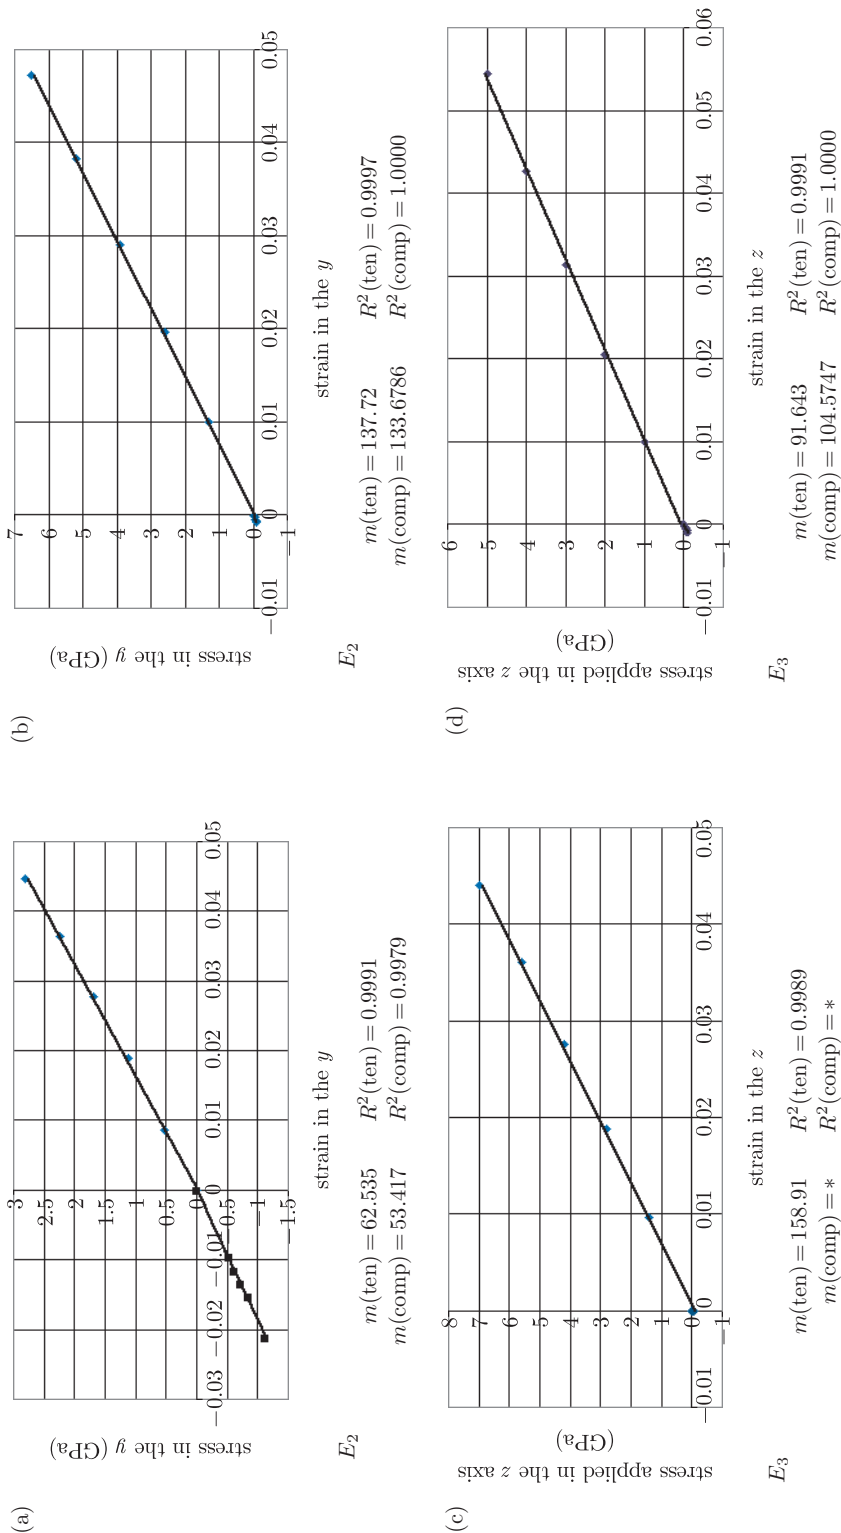 (a)
3
2.5
2
1.5
1
0.5
0
−0.5
−1
−1.5
−0.03 −0.02 −0.01 0.01 0.02 0.03 0.04 0.05
stress in the y (GPa)
strain in the y
E₂
m(ten) = 62.535 R²(ten) = 0.9991
m(comp) = 53.417 R²(comp) = 0.9979
(b)
7
6
5
4
3
2
1
0
−1
−0.01 0 0.01 0.02 0.03 0.04 0.05
stress in the y (GPa)
strain in the y
E₂
m(ten) = 137.72 R²(ten) = 0.9997
m(comp) = 133.6786 R²(comp) = 1.0000
(c)
8
7
6
5
4
3
2
1
0
−1
−0.01 0 0.01 0.02 0.03 0.04 0.05
stress applied in the z axis
(GPa)
strain in the z
E₃
m(ten) = 158.91 R²(ten) = 0.9989
m(comp) = * R²(comp) = *
(d)
6
5
4
3
2
1
0
−1
−0.01 0 0.01 0.02 0.03 0.04 0.05 0.06
stress applied in the z axis
(GPa)
strain in the z
E₃
m(ten) = 91.643 R²(ten) = 0.9991
m(comp) = 104.5747 R²(comp) = 1.0000